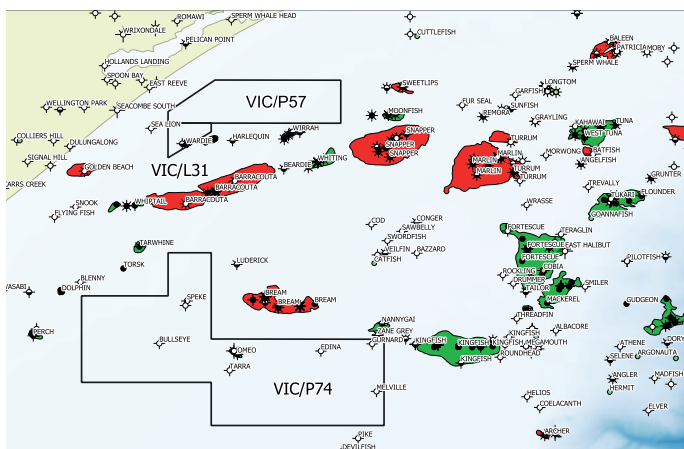 ROMAWI
SPERM WHALE HEAD
WRIXONDALE
PELICAN POINT
CUTTLEFISH
BALEEN
PATRICIA
MOBY
HOLLANDS LANDING
SPERM WHALE
SPOON BAY
EAST REEVE
SWEETLIPS
LONGTOM
GARFISH
VIC/P57
WELLINGTON PARK
SEACOMBE SOUTH
MOONFISH
FUR SEAL
SUNFISH
REMORA
GRAYLING
KAHAWAI
TUNA
SEA LION
WIRRAH
SNAPPER
WEST TUNA
COLLIERS HILL
DULUNGALONG
WARDIE
HARLEQUIN
SNAPPER
TURRUM
SIGNAL HILL
WHITING
SNAPPER
MARLIN
MORWONG
BATFISH
GOLDEN BEACH
VIC/L31
BEARDIE
MARLIN
ANGELFISH
HUNTER
BARRACOUTA
MARLIN
TURRUM
TURRUM
GRUNTER
ARRS CREEK
BARRACOUTA
TREVALLY
SNOOK
WHIPTAIL
BARRACOUTA
WRASSE
TUKARI
FLOUNDER
FLYING FISH
GOANNAFISH
COD
CONGER
SAWBELLY
FORTESCUE
TERAGLIN
TARWHINE
SWORDFISH
FORTESCUE
EAST HALIBUT
VEILFIN
BAZZARD
FORTESCUE
TORSK
LUDERICK
CATFISH
COBIA
PILOTFISH
BLENNY
ROCKLING
DRUMMER
SMILER
WASABI
DOLPHIN
TAILOR
SPEKE
BREAM
BREAM
BREAM
MACKEREL
GUDGEON
NANNYGAI
THREADFIN
PERCH
ZANE GREY
KINGFISH
ALBACORE
BULLSEYE
GURNARD
KINGFISH
KINGFISH
KINGFISH
MEGAMOUTH
ATHENE
DORY
OMEO
EDINA
KINGFISH
ROUNDHEAD
SELENE
ARGONAUTA
TARRA
VIC/P74
MELVILLE
ANGLER
MADFISH
HERMIT
HELIOS
COELACANTH
ELVER
PIKE
ARCHER
DEVILFISH